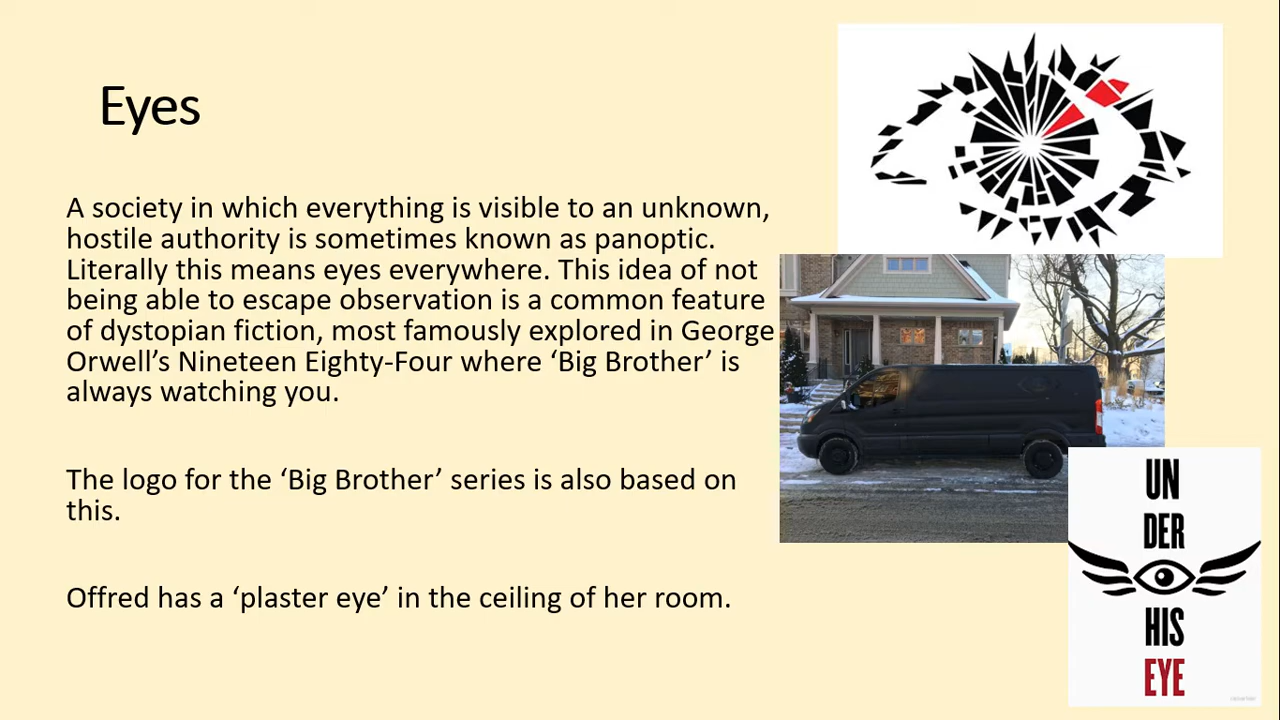 Eyes
A society in which everything is visible to an unknown,
hostile authority is sometimes known as panoptic.
Literally this means eyes everywhere. This idea of not
being able to escape observation is a common feature
of dystopian fiction, most famously explored in George
Orwell’s Nineteen Eighty-Four where ‘Big Brother’ is
always watching you.
The logo for the ‘Big Brother’ series is also based on
this.
Offred has a ‘plaster eye’ in the ceiling of her room.
UN
DER
HIS
EYE